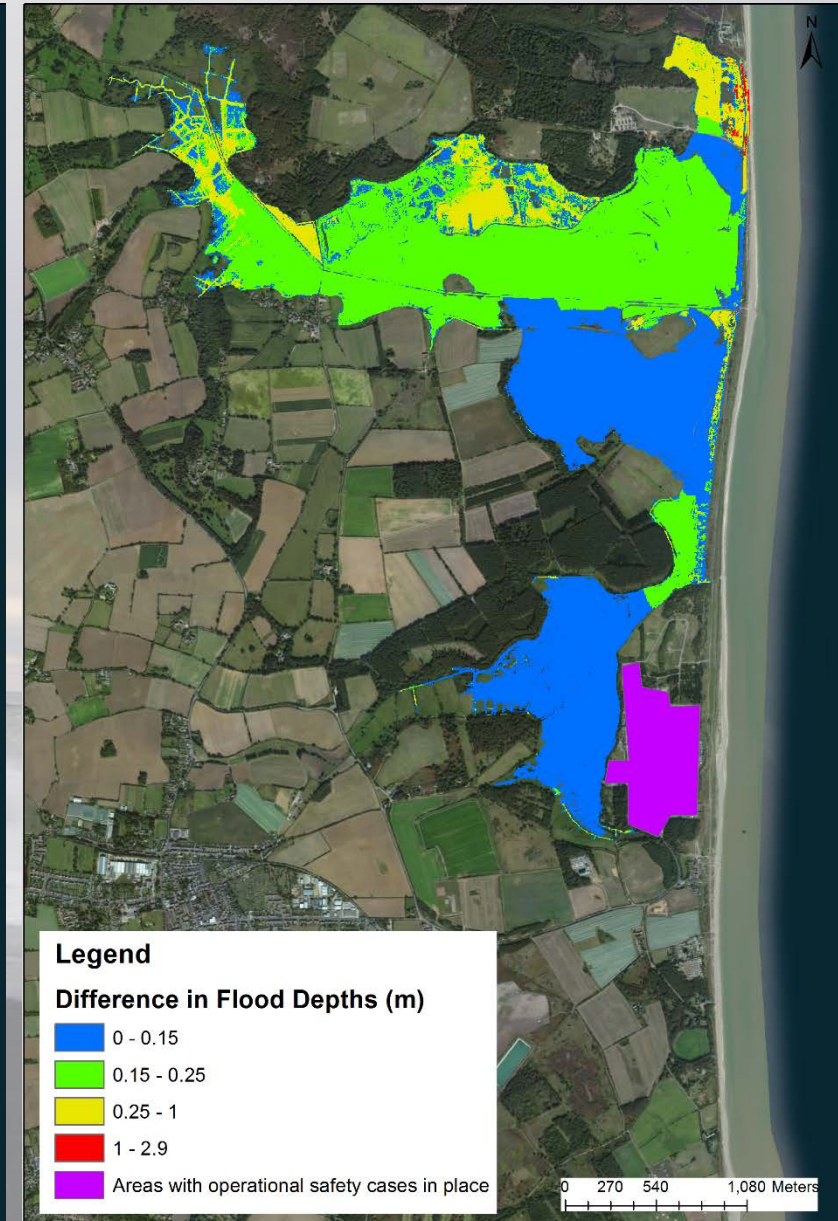 N
Legend
Difference in Flood Depths (m)
0 - 0.15
0.15 - 0.25
0.25 - 1
1 - 2.9
Areas with operational safety cases in place
0 270 540 1,080 Meters